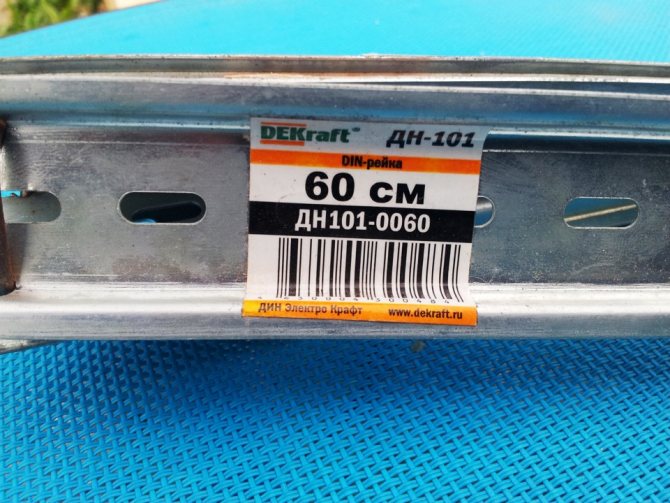 DEKraft® ДН-101
DIN-рейка
60 см
ДН101-0060
ДИН Электро Крафт www.dekraft.ru